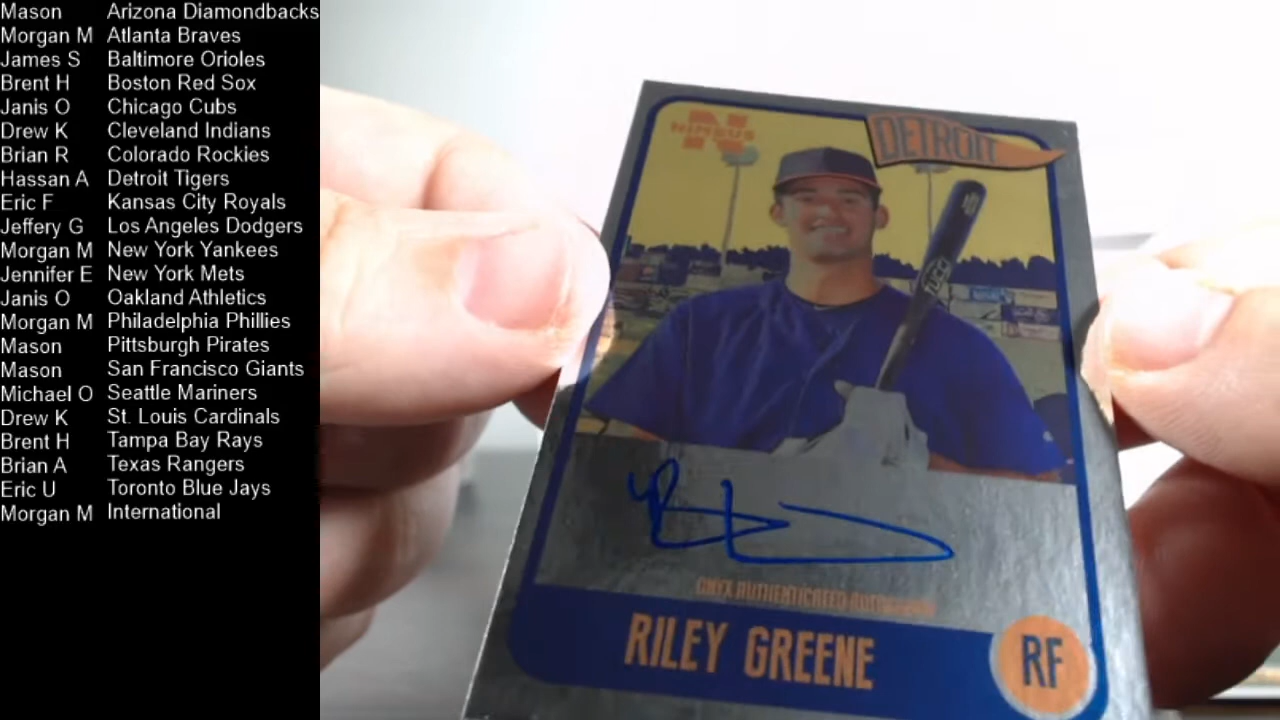 Mason Arizona Diamondbacks
Morgan M Atlanta Braves
James S Baltimore Orioles
Brent H Boston Red Sox
Janis O Chicago Cubs
Drew K Cleveland Indians
Brian R Colorado Rockies
Hassan A Detroit Tigers
Eric F Kansas City Royals
Jeffery G Los Angeles Dodgers
Morgan M New York Yankees
Jennifer E New York Mets
Janis O Oakland Athletics
Morgan M Philadelphia Phillies
Mason Pittsburgh Pirates
Mason San Francisco Giants
Michael O Seattle Mariners
Drew K St. Louis Cardinals
Brent H Tampa Bay Rays
Brian A Texas Rangers
Eric U Toronto Blue Jays
Morgan M International
N
NIMBUS
DETROIT
ONYX AUTHENTICATED AUTOGRAPH
RILEY GREENE
RF